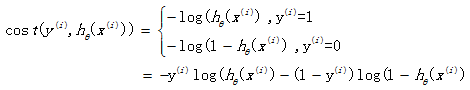 cos t(y⁽ⁱ⁾, h_θ(x⁽ⁱ⁾)) = { −log(h_θ(x⁽ⁱ⁾) , y⁽ⁱ⁾=1
−log(1 − h_θ(x⁽ⁱ⁾) , y⁽ⁱ⁾=0
= −y⁽ⁱ⁾ log(h_θ(x⁽ⁱ⁾) − (1 − y⁽ⁱ⁾) log(1 − h_θ(x⁽ⁱ⁾)